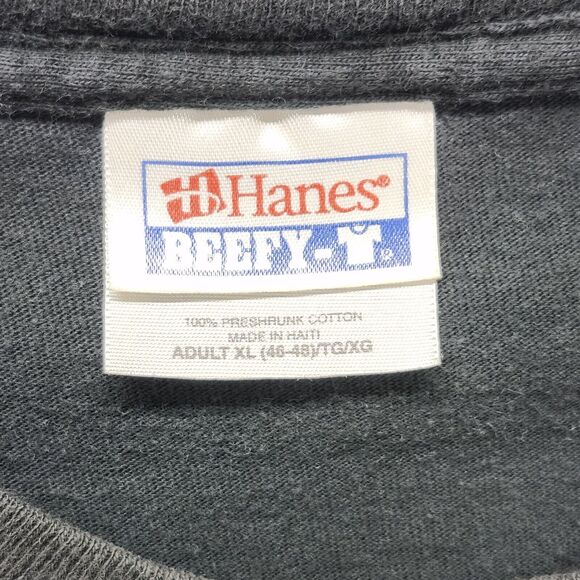 Hanes®
BEEFY-T®
100% PRESHRUNK COTTON
MADE IN HAITI
ADULT XL (46-48)/TG/XG